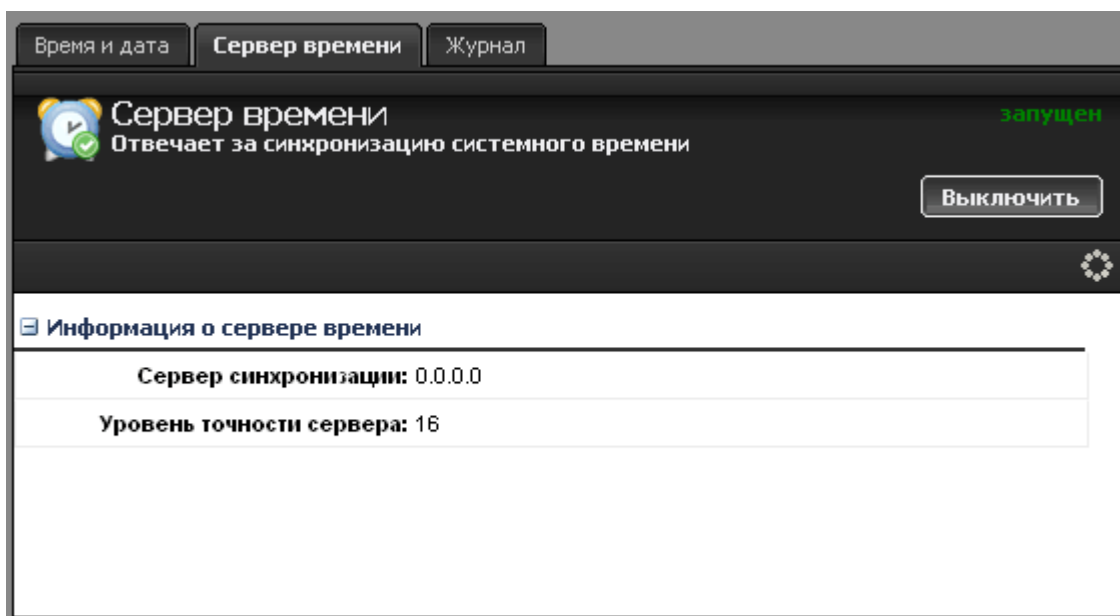 Время и дата Сервер времени Журнал
Сервер времени
запущен
Отвечает за синхронизацию системного времени
Выключить
Информация о сервере времени
Сервер синхронизации: 0.0.0.0
Уровень точности сервера: 16